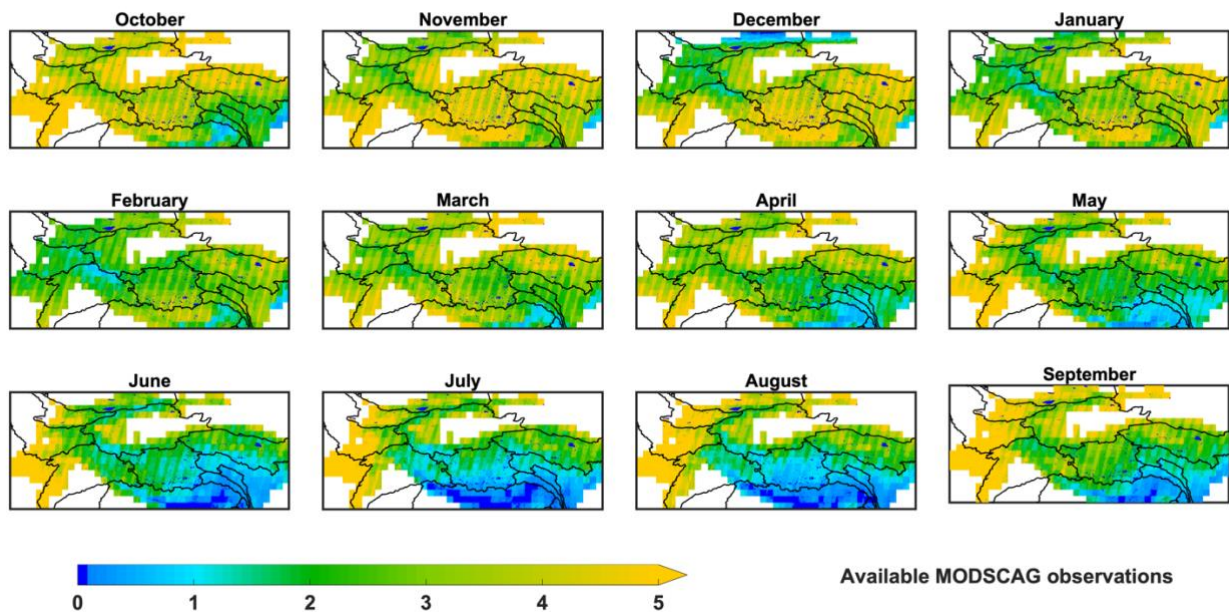 October November December January
February March April May
June July August September
0 1 2 3 4 5
Available MODSCAG observations